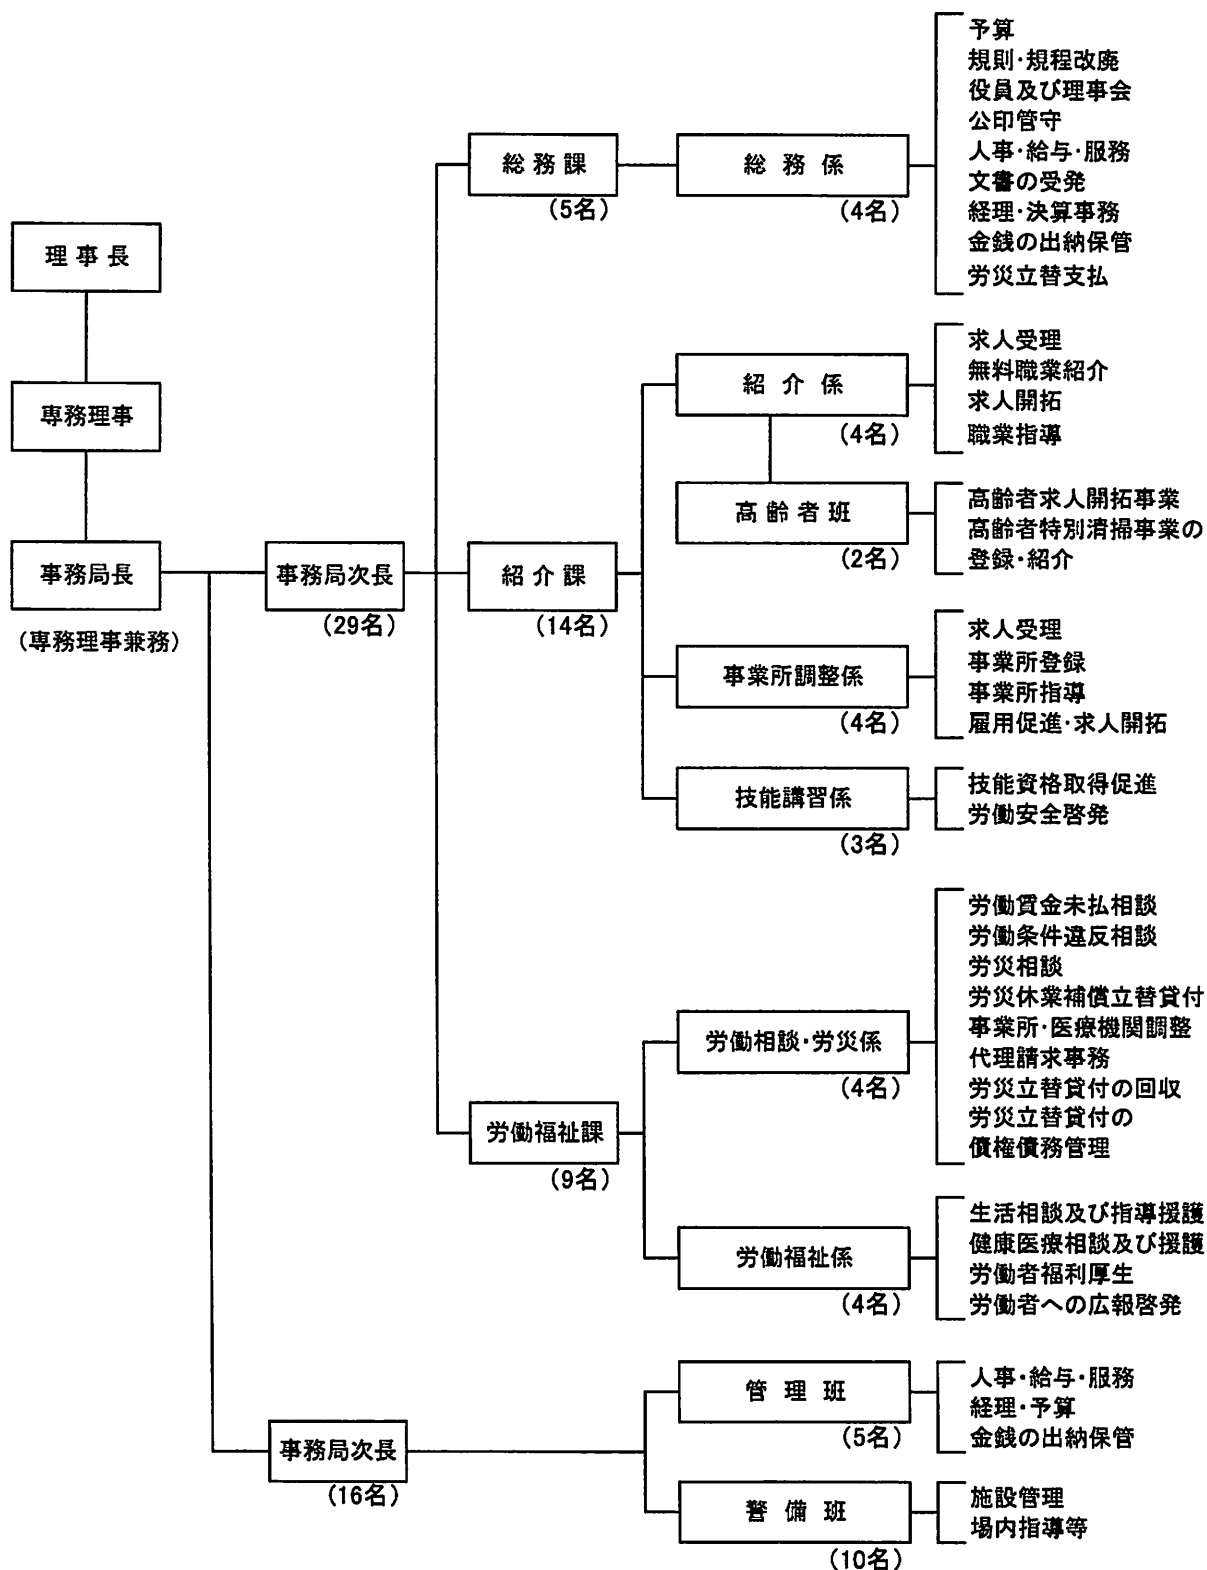 理事長
専務理事
事務局長
(専務理事兼務)
事務局次長
(29名)
総務課
(5名)
総務係
(4名)
予算
規則・規程改廃
役員及び理事会
公印管守
人事・給与・服務
文書の受発
経理・決算事務
金銭の出納保管
労災立替支払
紹介課
(14名)
紹介係
(4名)
求人受理
無料職業紹介
求人開拓
職業指導
高齢者班
(2名)
高齢者求人開拓事業
高齢者特別清掃事業の
登録・紹介
事業所調整係
(4名)
求人受理
事業所登録
事業所指導
雇用促進・求人開拓
技能講習係
(3名)
技能資格取得促進
労働安全啓発
労働福祉課
(9名)
労働相談・労災係
(4名)
労働賃金未払相談
労働条件違反相談
労災相談
労災休業補償立替貸付
事業所・医療機関調整
代理請求事務
労災立替貸付の回収
労災立替貸付の
債権債務管理
労働福祉係
(4名)
生活相談及び指導援護
健康医療相談及び援護
労働者福利厚生
労働者への広報啓発
事務局次長
(16名)
管理班
(5名)
人事・給与・服務
経理・予算
金銭の出納保管
警備班
(10名)
施設管理
場内指導等